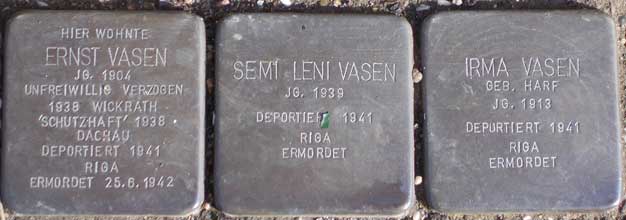 HIER WOHNTE
ERNST VASEN
JG. 1904
UNFREIWILLIG VERZOGEN
1938 WICKRATH
'SCHUTZHAFT' 1938
DACHAU
DEPORTIERT 1941
RIGA
ERMORDET 25.6.1942
SEMI LENI VASEN
JG. 1939
DEPORTIERT 1941
RIGA
ERMORDET
IRMA VASEN
GEB. HARF
JG. 1913
DEPORTIERT 1941
RIGA
ERMORDET